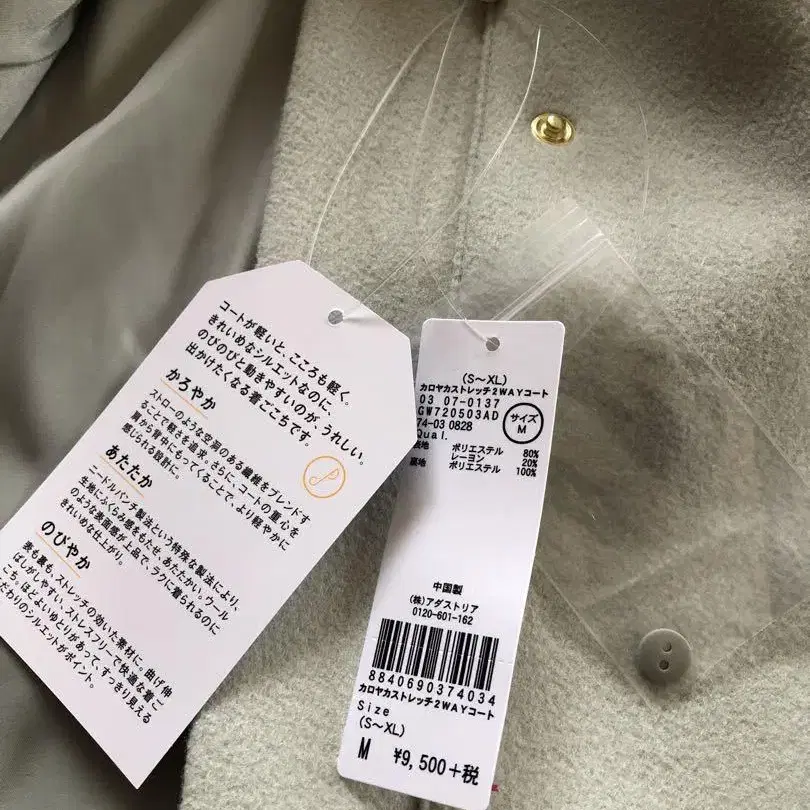 コートが軽いと、こころも軽く。
きれいめなシルエットなのに、
のびのびと動きやすいのが、うれしい。
出かけたくなる着ごこちです。
かろやか
ストローのような空洞のある繊維をブレンドす
ることで軽さを追求。さらに、コートの重心を
肩から背中にもってくることで、より軽やかに
感じられる設計に。
あたたか
ニードルパンチ製法という特殊な製法により、
生地にふくらみ感をもたせ、あたたかい。ウール
のような表面感が上品で、ラクに着られるのに
きれいめな仕上がり。
のびやか
表も裏も、ストレッチの効いた素材に。曲げ伸
ばしがしやすい、ストレスフリーで快適な着ご
こち。ほどよいゆとりがあって、すっきり見える
わりのシルエットがポイント。
(S〜XL)
カロヤカストレッチ2WAYコート
03 07-0137
GW720503AD
74-03 0828
サイズ
M
Qual.
表地 ポリエステル 80%
レーヨン 20%
裏地 ポリエステル 100%
中国製
(株)アダストリア
0120-601-162
8840690374034
カロヤカストレッチ2WAYコート
Size
(S〜XL)
M ¥9,500+税